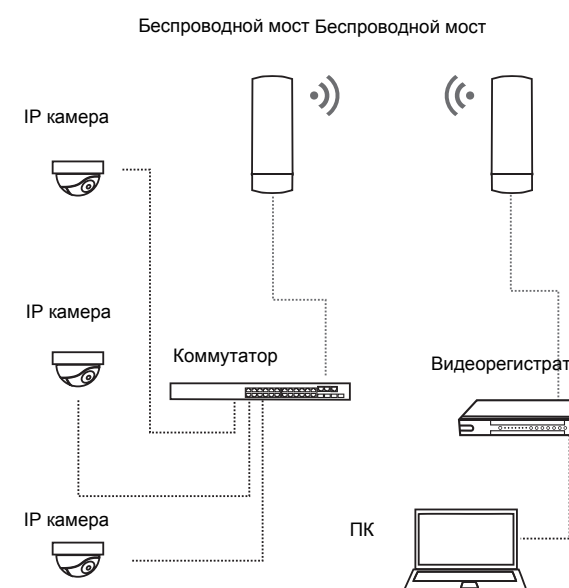 Беспроводной мост Беспроводной мост
IP камера
IP камера
Коммутатор
Видеорегистрат
IP камера
ПК